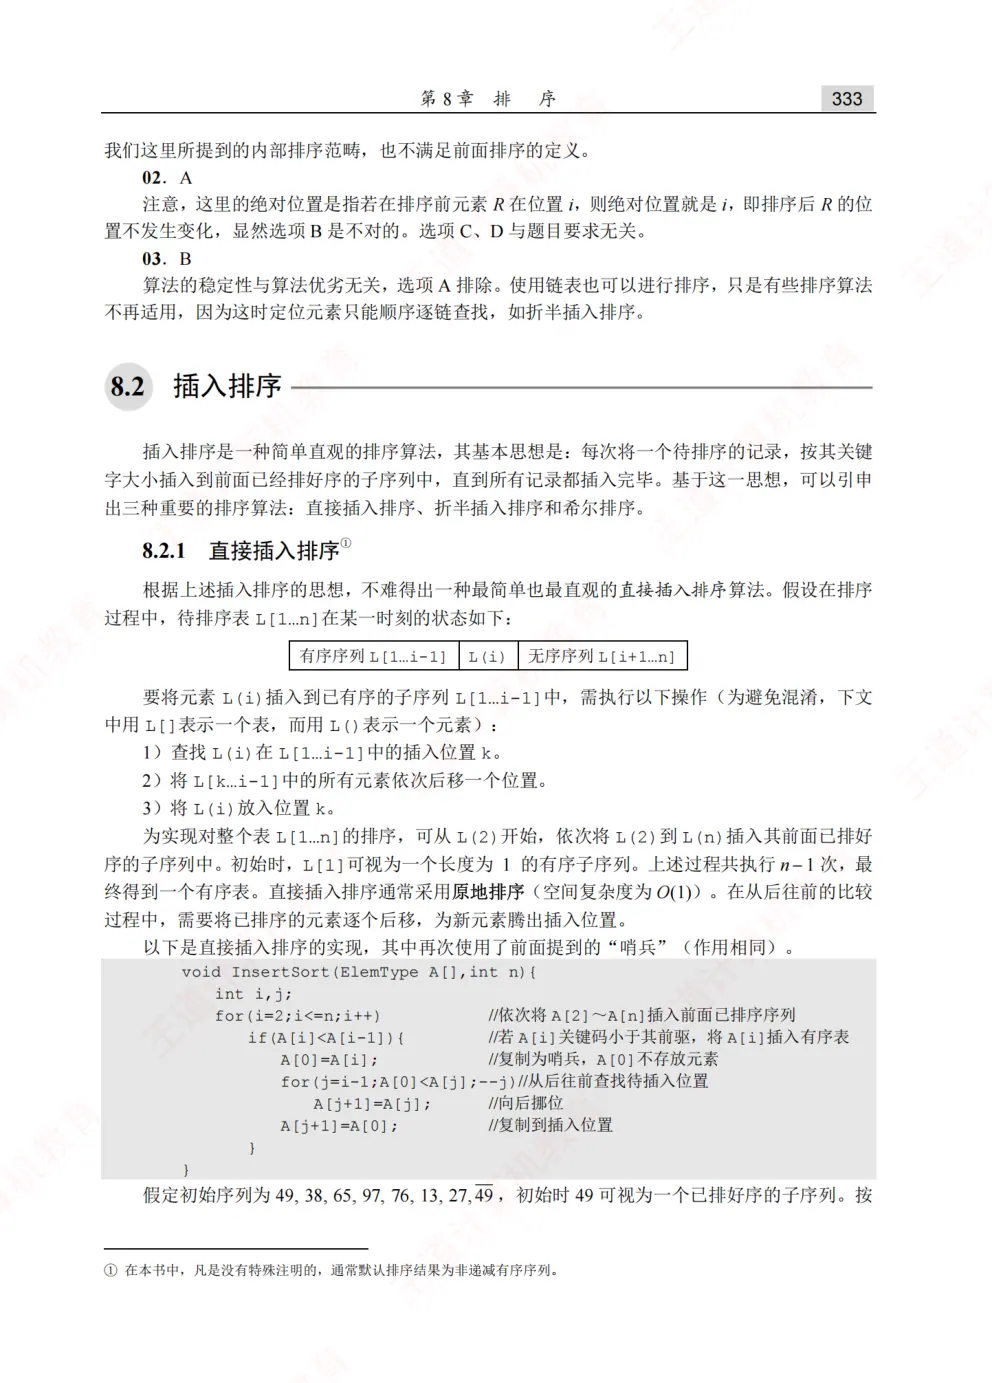 第 8 章 排 序 333
我们这里所提到的内部排序范畴，也不满足前面排序的定义。
02．A
注意，这里的绝对位置是指若在排序前元素 R 在位置 i，则绝对位置就是 i，即排序后 R 的位
置不发生变化，显然选项 B 是不对的。选项 C、D 与题目要求无关。
03．B
算法的稳定性与算法优劣无关，选项 A 排除。使用链表也可以进行排序，只是有些排序算法
不再适用，因为这时定位元素只能顺序逐链查找，如折半插入排序。
8.2 插入排序
插入排序是一种简单直观的排序算法，其基本思想是：每次将一个待排序的记录，按其关键
字大小插入到前面已经排好序的子序列中，直到所有记录都插入完毕。基于这一思想，可以引申
出三种重要的排序算法：直接插入排序、折半插入排序和希尔排序。
8.2.1 直接插入排序①
根据上述插入排序的思想，不难得出一种最简单也最直观的直接插入排序算法。假设在排序
过程中，待排序表 L[1…n]在某一时刻的状态如下：
有序序列 L[1…i-1] L(i) 无序序列 L[i+1…n]
要将元素 L(i)插入到已有序的子序列 L[1…i-1]中，需执行以下操作（为避免混淆，下文
中用 L[]表示一个表，而用 L()表示一个元素）：
1）查找 L(i)在 L[1…i-1]中的插入位置 k。
2）将 L[k…i-1]中的所有元素依次后移一个位置。
3）将 L(i)放入位置 k。
为实现对整个表 L[1…n]的排序，可从 L(2)开始，依次将 L(2)到 L(n)插入其前面已排好
序的子序列中。初始时，L[1]可视为一个长度为 1 的有序子序列。上述过程共执行 n－1 次，最
终得到一个有序表。直接插入排序通常采用原地排序（空间复杂度为 O(1)）。在从后往前的比较
过程中，需要将已排序的元素逐个后移，为新元素腾出插入位置。
以下是直接插入排序的实现，其中再次使用了前面提到的“哨兵”（作用相同）。
void InsertSort(ElemType A[],int n){
int i,j;
for(i=2;i<=n;i++) //依次将 A[2]～A[n]插入前面已排序序列
if(A[i]<A[i-1]){ //若 A[i]关键码小于其前驱，将 A[i]插入有序表
A[0]=A[i]; //复制为哨兵，A[0]不存放元素
for(j=i-1;A[0]<A[j];--j)//从后往前查找待插入位置
A[j+1]=A[j]; //向后挪位
A[j+1]=A[0]; //复制到插入位置
}
}
假定初始序列为 49, 38, 65, 97, 76, 13, 27, 4̅9̅，初始时 49 可视为一个已排好序的子序列。按
① 在本书中，凡是没有特殊注明的，通常默认排序结果为非递减有序序列。